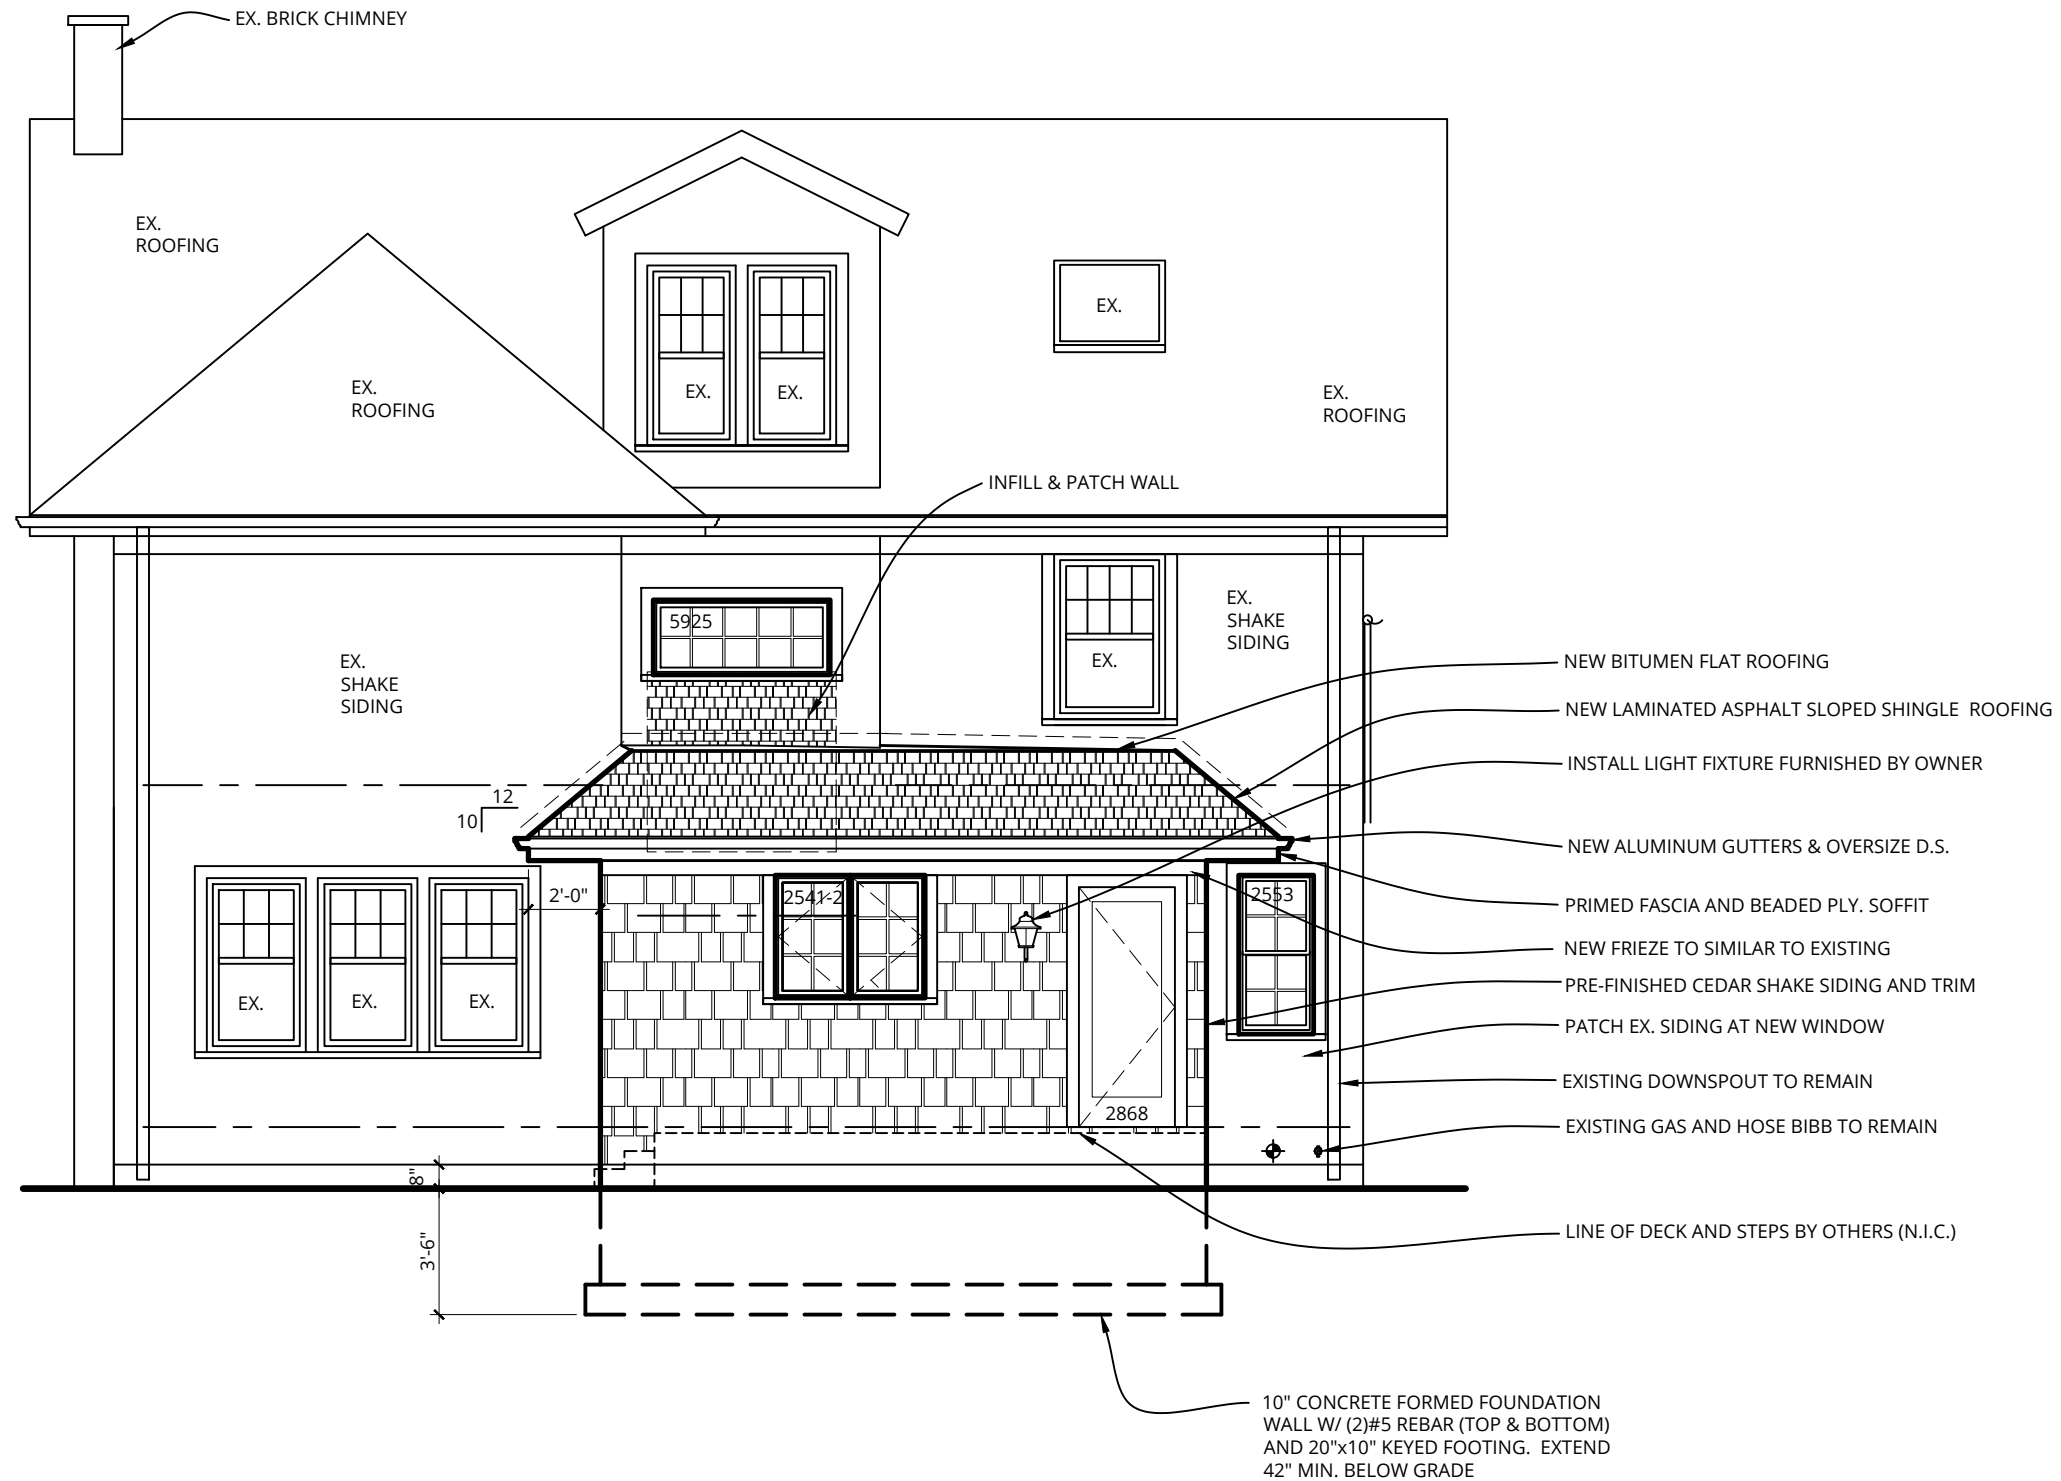 EX. BRICK CHIMNEY
EX.
ROOFING
EX.
EX.
ROOFING
EX.
EX.
EX.
ROOFING
INFILL & PATCH WALL
5925
EX.
SHAKE
SIDING
EX.
SHAKE
SIDING
EX.
NEW BITUMEN FLAT ROOFING
NEW LAMINATED ASPHALT SLOPED SHINGLE  ROOFING
INSTALL LIGHT FIXTURE FURNISHED BY OWNER
12
10
NEW ALUMINUM GUTTERS & OVERSIZE D.S.
2'-0"
2541-2
2553
PRIMED FASCIA AND BEADED PLY. SOFFIT
NEW FRIEZE TO SIMILAR TO EXISTING
PRE-FINISHED CEDAR SHAKE SIDING AND TRIM
EX.
EX.
EX.
PATCH EX. SIDING AT NEW WINDOW
EXISTING DOWNSPOUT TO REMAIN
2868
EXISTING GAS AND HOSE BIBB TO REMAIN
8"
3'-6"
LINE OF DECK AND STEPS BY OTHERS (N.I.C.)
10" CONCRETE FORMED FOUNDATION
WALL W/ (2)#5 REBAR (TOP & BOTTOM)
AND 20"x10" KEYED FOOTING.  EXTEND
42" MIN. BELOW GRADE